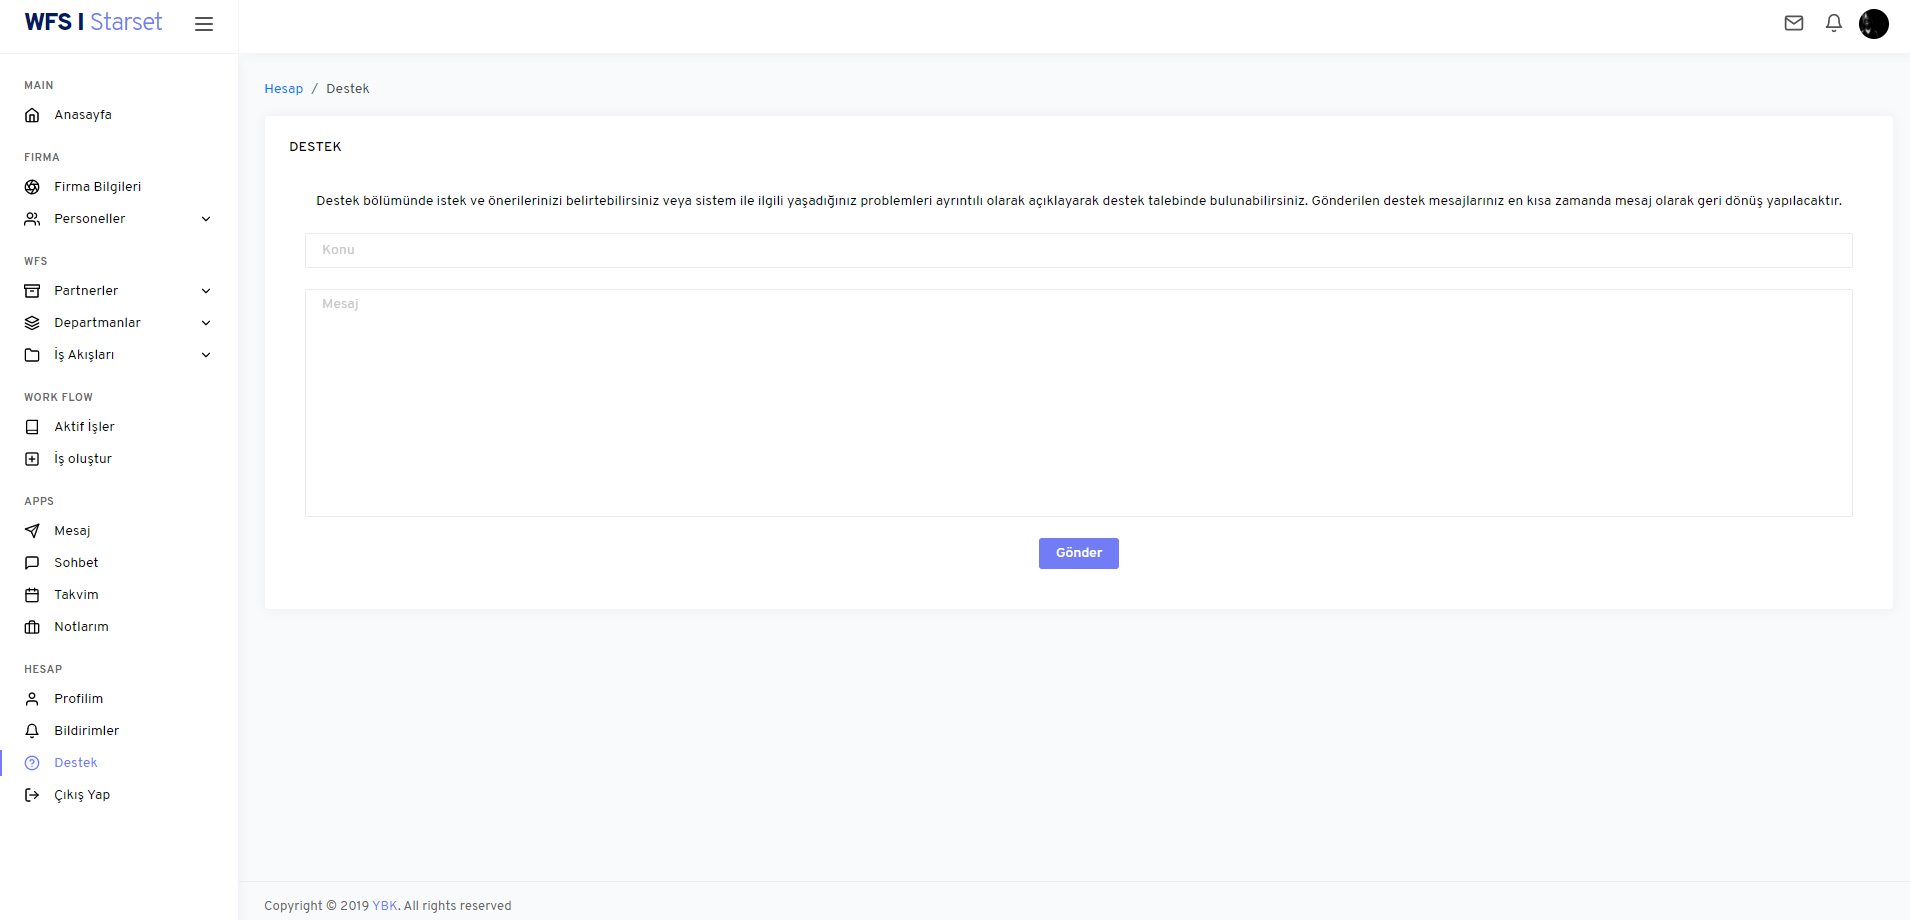 WFS I Starset
MAIN
Anasayfa
FIRMA
Firma Bilgileri
Personeller
WFS
Partnerler
Departmanlar
İş Akışları
WORK FLOW
Aktif İşler
İş oluştur
APPS
Mesaj
Sohbet
Takvim
Notlarım
HESAP
Profilim
Bildirimler
Destek
Çıkış Yap
Hesap / Destek
DESTEK
Destek bölümünde istek ve önerilerinizi belirtebilirsiniz veya sistem ile ilgili yaşadığınız problemleri ayrıntılı olarak açıklayarak destek talebinde bulunabilirsiniz. Gönderilen destek mesajlarınız en kısa zamanda mesaj olarak geri dönüş yapılacaktır.
Konu
Mesaj
Gönder
Copyright © 2019 YBK. All rights reserved